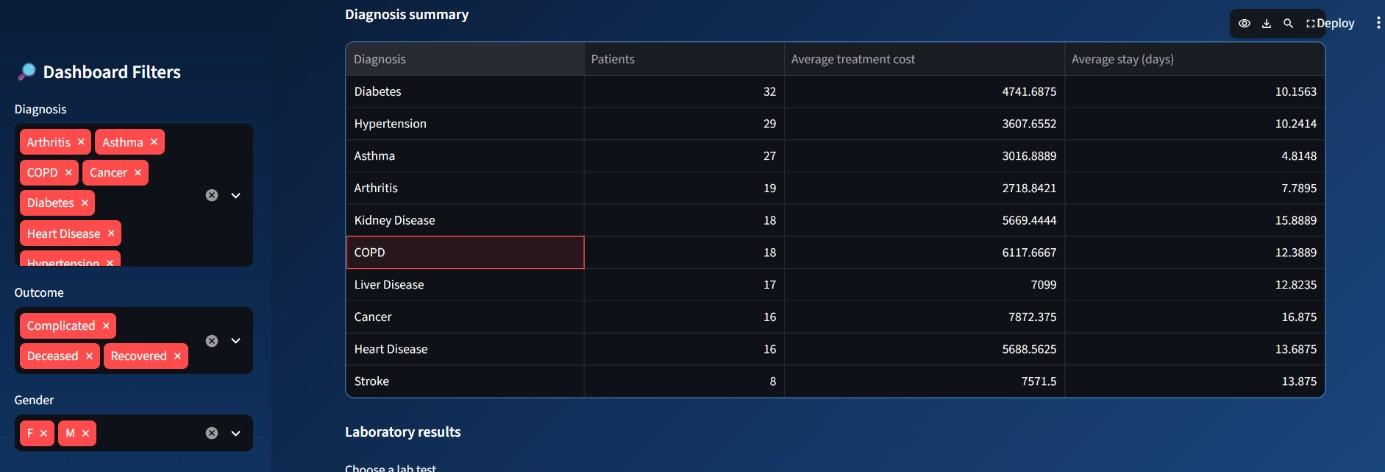 Diagnosis summary
Deploy
Dashboard Filters
Diagnosis
Arthritis × Asthma ×
COPD × Cancer ×
Diabetes ×
Heart Disease ×
Hypertension ×
Outcome
Complicated ×
Deceased × Recovered ×
Gender
F × M ×
Diagnosis Patients Average treatment cost Average stay (days)
Diabetes 32 4741.6875 10.1563
Hypertension 29 3607.6552 10.2414
Asthma 27 3016.8889 4.8148
Arthritis 19 2718.8421 7.7895
Kidney Disease 18 5669.4444 15.8889
COPD 18 6117.6667 12.3889
Liver Disease 17 7099 12.8235
Cancer 16 7872.375 16.875
Heart Disease 16 5688.5625 13.6875
Stroke 8 7571.5 13.875
Laboratory results
Choose a lab test